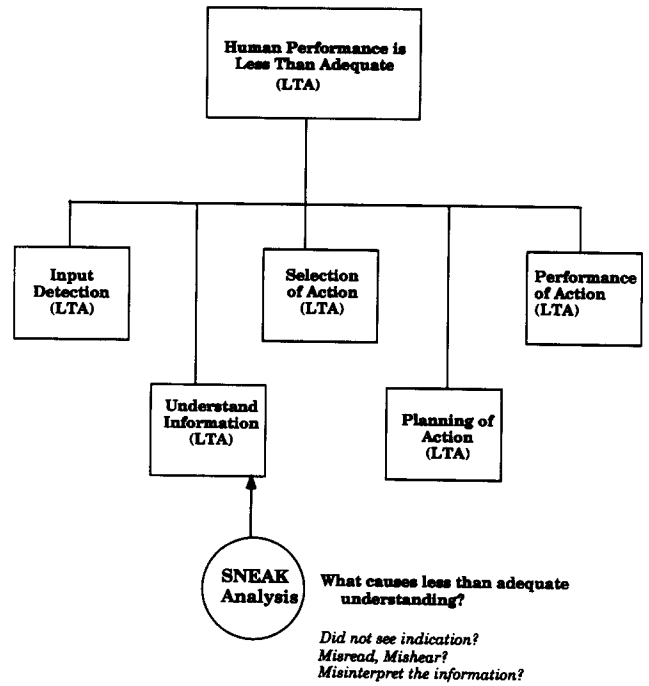 Human Performance is
Less Than Adequate
(LTA)
Input
Detection
(LTA)
Selection
of Action
(LTA)
Performance
of Action
(LTA)
Understand
Information
(LTA)
Planning of
Action
(LTA)
SNEAK
Analysis
What causes less than adequate
understanding?
Did not see indication?
Misread, Mishear?
Misinterpret the information?